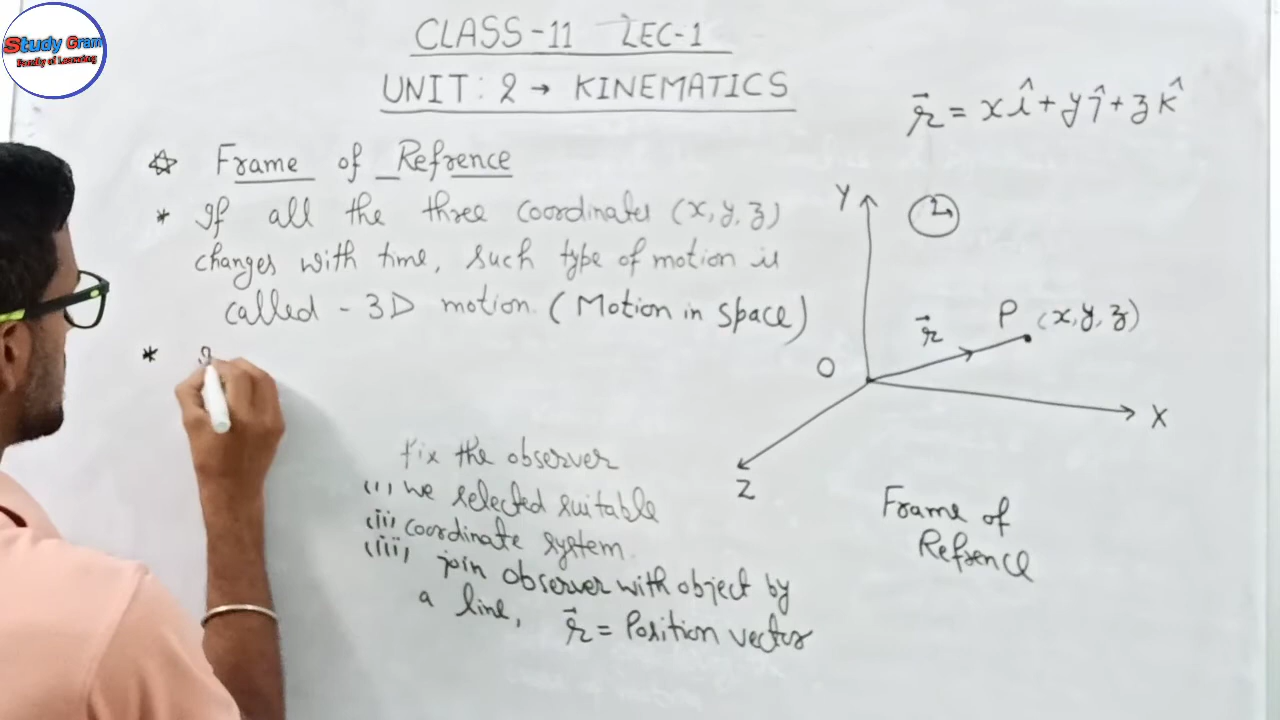 Study Gram
Family of Learning
CLASS-11 LEC-1
UNIT: 2 → KINEMATICS
☆ Frame of Refrence
* If all the three coordinates (x, y, z)
changes with time, such type of motion is
called - 3D motion. (Motion in space)
*
fix the observer
(i) we selected suitable
(ii) coordinate system
(iii) join observer with object by
a line, r⃗ = Position vector
r⃗ = xî + yĵ + zk̂
Y
P (x, y, z)
r⃗
O
X
Z
Frame of
Refrence